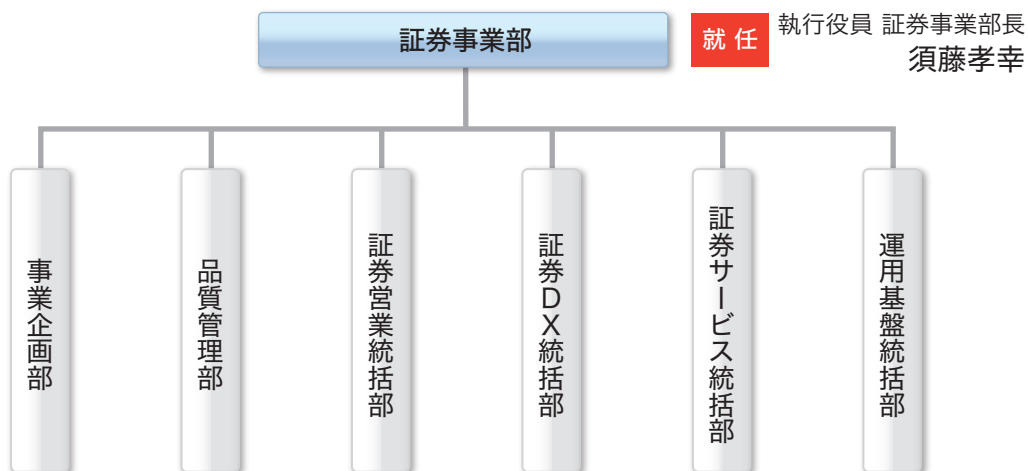 証券事業部
就任
執行役員 証券事業部長
須藤孝幸
事業企画部
品質管理部
証券営業統括部
証券DX統括部
証券サービス統括部
運用基盤統括部